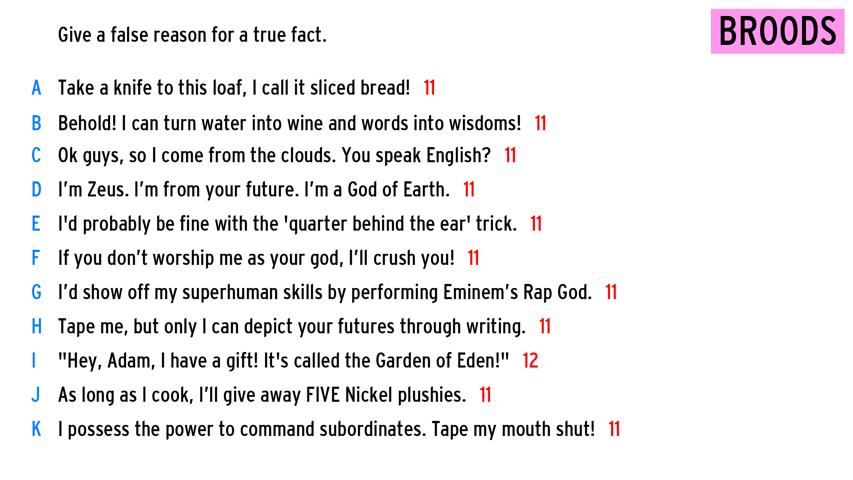 Give a false reason for a true fact.
BROODS
A Take a knife to this loaf, I call it sliced bread! 11
B Behold! I can turn water into wine and words into wisdoms! 11
C Ok guys, so I come from the clouds. You speak English? 11
D I'm Zeus. I'm from your future. I'm a God of Earth. 11
E I'd probably be fine with the 'quarter behind the ear' trick. 11
F If you don't worship me as your god, I'll crush you! 11
G I'd show off my superhuman skills by performing Eminem's Rap God. 11
H Tape me, but only I can depict your futures through writing. 11
I "Hey, Adam, I have a gift! It's called the Garden of Eden!" 12
J As long as I cook, I'll give away FIVE Nickel plushies. 11
K I possess the power to command subordinates. Tape my mouth shut! 11